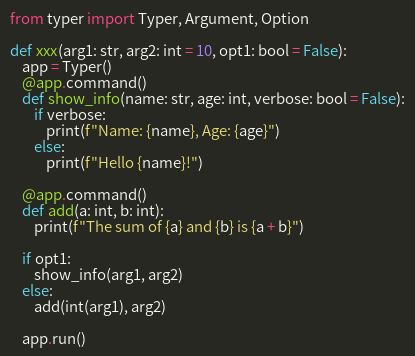 from typer import Typer, Argument, Option

def xxx(arg1: str, arg2: int = 10, opt1: bool = False):
    app = Typer()
    @app.command()
    def show_info(name: str, age: int, verbose: bool = False):
        if verbose:
            print(f"Name: {name}, Age: {age}")
        else:
            print(f"Hello {name}!")

    @app.command()
    def add(a: int, b: int):
        print(f"The sum of {a} and {b} is {a + b}")

    if opt1:
        show_info(arg1, arg2)
    else:
        add(int(arg1), arg2)

    app.run()